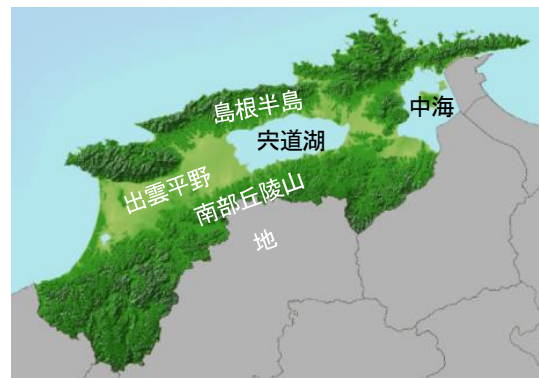 島根半島
中海
宍道湖
出雲平野
南部丘陵山
地